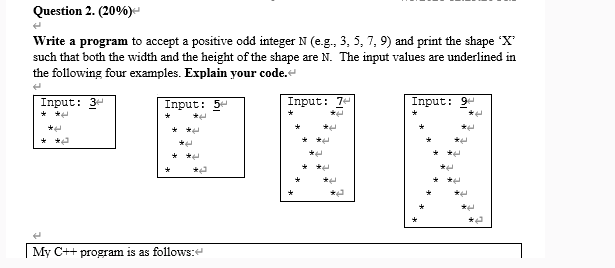 Question 2. (20%)
Write a program to accept a positive odd integer N (e.g., 3, 5, 7, 9) and print the shape ‘X’
such that both the width and the height of the shape are N.  The input values are underlined in
the following four examples. Explain your code.
Input: 3
* *
 *
* *
Input: 5
*   *
 * *
  *
 * *
*   *
Input: 7
*     *
 *   *
  * *
   *
  * *
 *   *
*     *
Input: 9
*       *
 *     *
  *   *
   * *
    *
   * *
  *   *
 *     *
*       *
My C++ program is as follows: